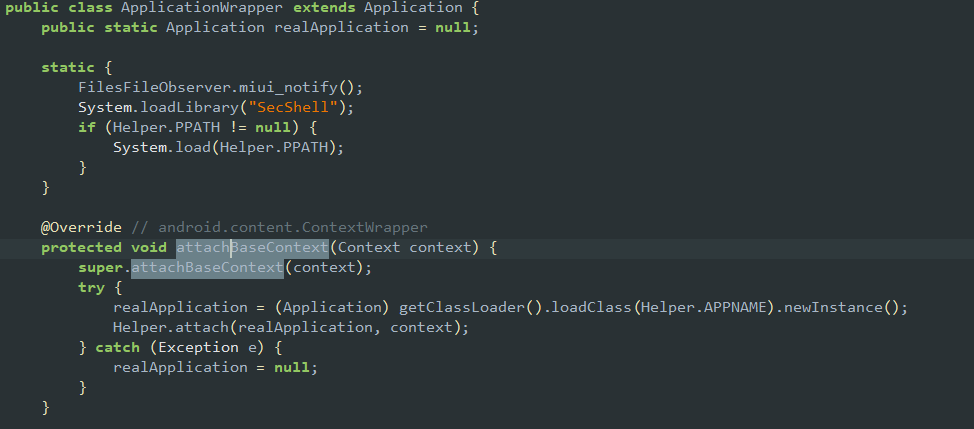 public class ApplicationWrapper extends Application {
    public static Application realApplication = null;
    static {
        FilesFileObserver.miui_notify();
        System.loadLibrary("SecShell");
        if (Helper.PPATH != null) {
            System.load(Helper.PPATH);
        }
    }
    @Override // android.content.ContextWrapper
    protected void attachBaseContext(Context context) {
        super.attachBaseContext(context);
        try {
            realApplication = (Application) getClassLoader().loadClass(Helper.APPNAME).newInstance();
            Helper.attach(realApplication, context);
        } catch (Exception e) {
            realApplication = null;
        }
    }